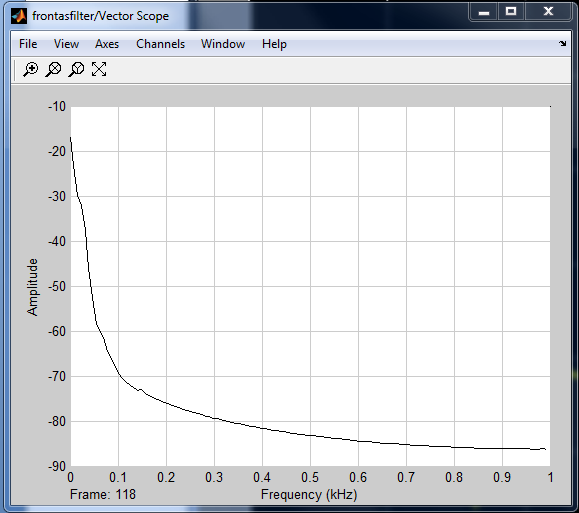 frontasfilter/Vector Scope
File View Axes Channels Window Help
-10
-20
-30
-40
-50
-60
-70
-80
-90
Amplitude
0 0.1 0.2 0.3 0.4 0.5 0.6 0.7 0.8 0.9 1
Frame: 118 Frequency (kHz)